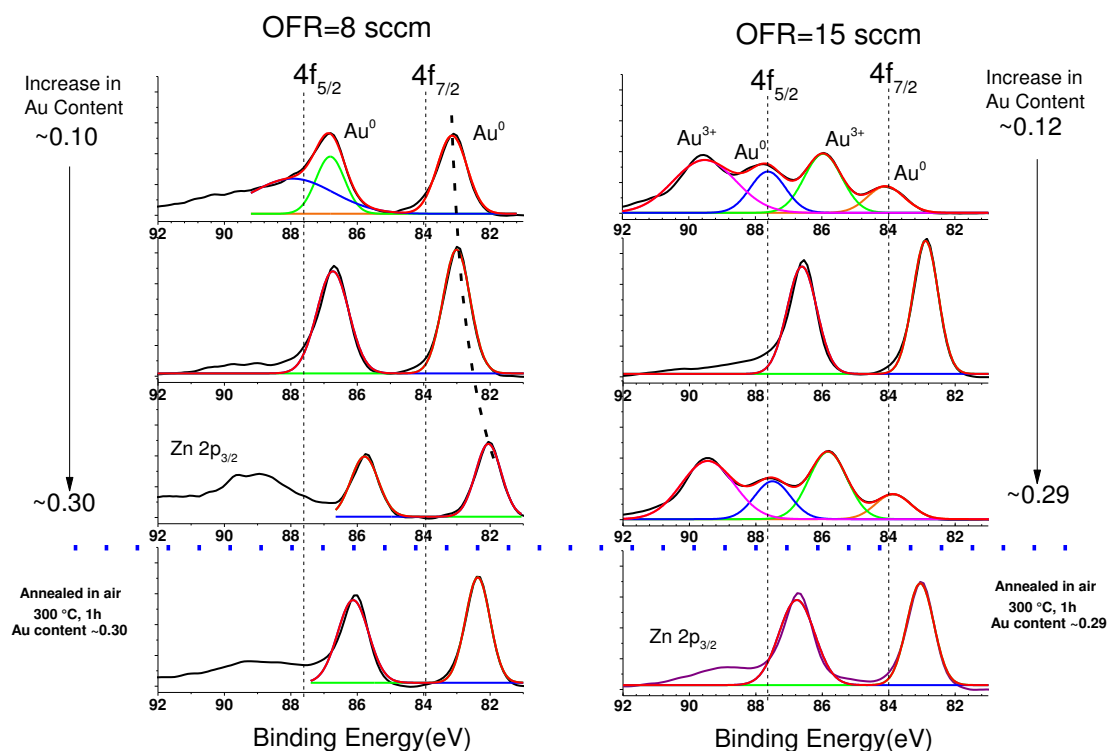 OFR=8 sccm
OFR=15 sccm
Increase in
Au Content
~0.10
4f5/2
4f7/2
Au0
Au0
92 90 88 86 84 82
92 90 88 86 84 82
Zn 2p3/2
~0.30
92 90 88 86 84 82
Annealed in air
300 °C, 1h
Au content ~0.30
92 90 88 86 84 82
Binding Energy(eV)
4f5/2
4f7/2
Increase in
Au Content
~0.12
Au3+
Au0
Au3+
Au0
92 90 88 86 84 82
92 90 88 86 84 82
~0.29
92 90 88 86 84 82
Annealed in air
300 °C, 1h
Au content ~0.29
Zn 2p3/2
92 90 88 86 84 82
Binding Energy(eV)